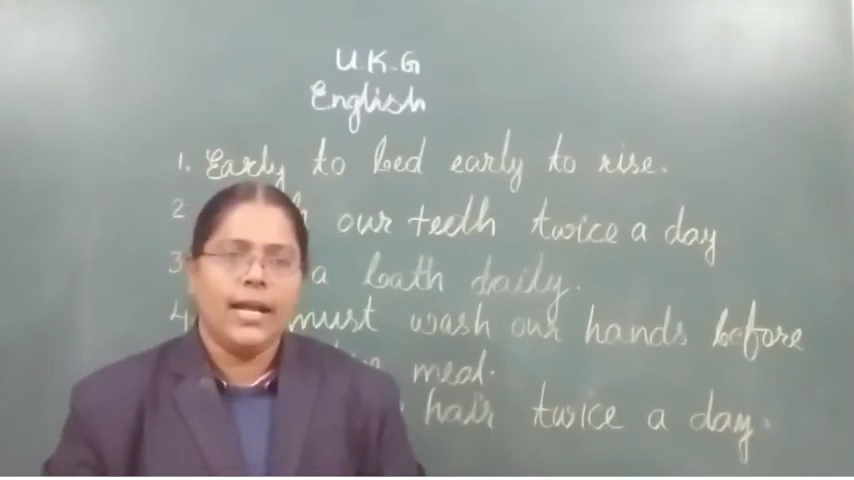 U.K.G
English
1. Early to bed early to rise.
2 our teeth twice a day
3 a bath daily.
4 must wash our hands before
meal.
hair twice a day.